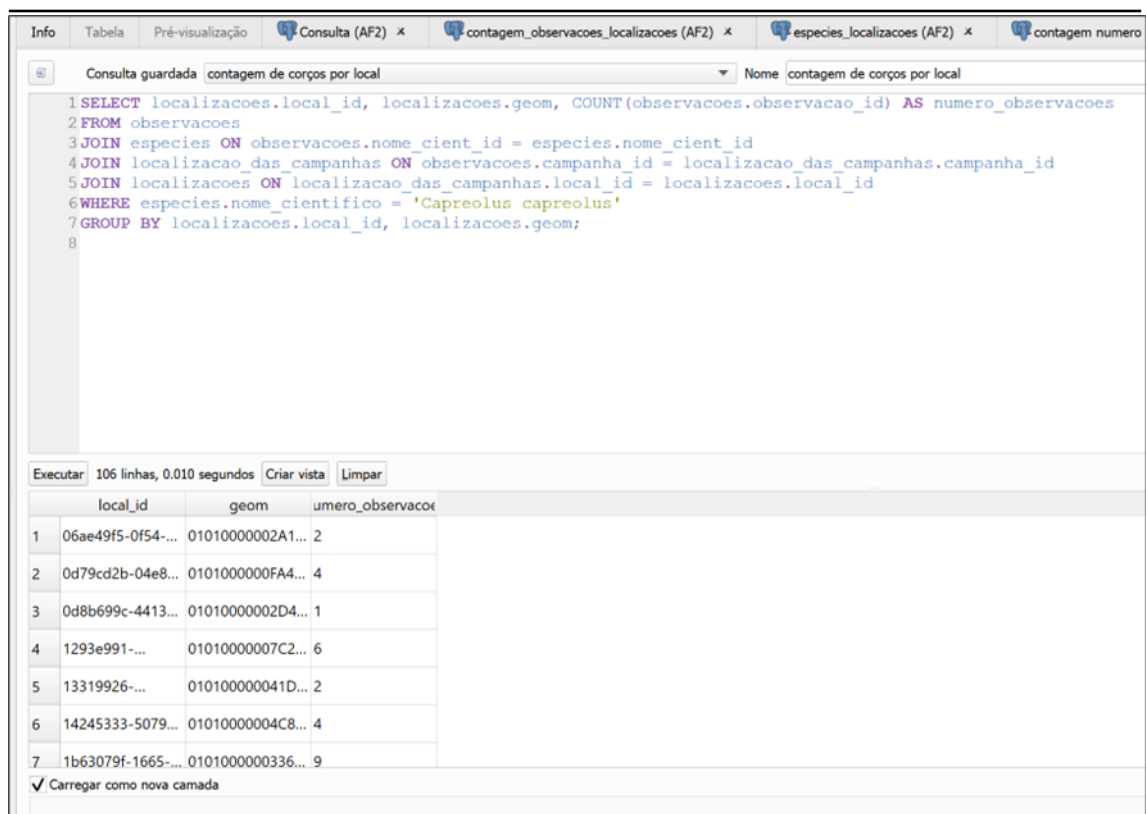 Info Tabela Pré-visualização Consulta (AF2) × contagem_observacoes_localizacoes (AF2) × especies_localizacoes (AF2) × contagem numero
Consulta guardada contagem de corços por local Nome contagem de corços por local
1 SELECT localizacoes.local_id, localizacoes.geom, COUNT(observacoes.observacao_id) AS numero_observacoes
2 FROM observacoes
3 JOIN especies ON observacoes.nome_cient_id = especies.nome_cient_id
4 JOIN localizacao_das_campanhas ON observacoes.campanha_id = localizacao_das_campanhas.campanha_id
5 JOIN localizacoes ON localizacao_das_campanhas.local_id = localizacoes.local_id
6 WHERE especies.nome_cientifico = 'Capreolus capreolus'
7 GROUP BY localizacoes.local_id, localizacoes.geom;
8
Executar 106 linhas, 0.010 segundos Criar vista Limpar
local_id geom umero_observacoe
1 06ae49f5-0f54-... 01010000002A1... 2
2 0d79cd2b-04e8... 0101000000FA4... 4
3 0d8b699c-4413... 01010000002D4... 1
4 1293e991-... 01010000007C2... 6
5 13319926-... 010100000041D... 2
6 14245333-5079... 01010000004C8... 4
7 1b63079f-1665-... 0101000000336... 9
Carregar como nova camada